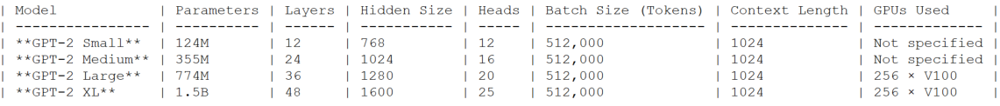 | Model            | Parameters | Layers | Hidden Size | Heads | Batch Size (Tokens) | Context Length | GPUs Used     |
| ---------------- | ---------- | ------ | ----------- | ----- | ------------------- | -------------- | ------------- |
| **GPT-2 Small**  | 124M       | 12     | 768         | 12    | 512,000             | 1024           | Not specified |
| **GPT-2 Medium** | 355M       | 24     | 1024        | 16    | 512,000             | 1024           | Not specified |
| **GPT-2 Large**  | 774M       | 36     | 1280        | 20    | 512,000             | 1024           | 256 × V100    |
| **GPT-2 XL**     | 1.5B       | 48     | 1600        | 25    | 512,000             | 1024           | 256 × V100    |